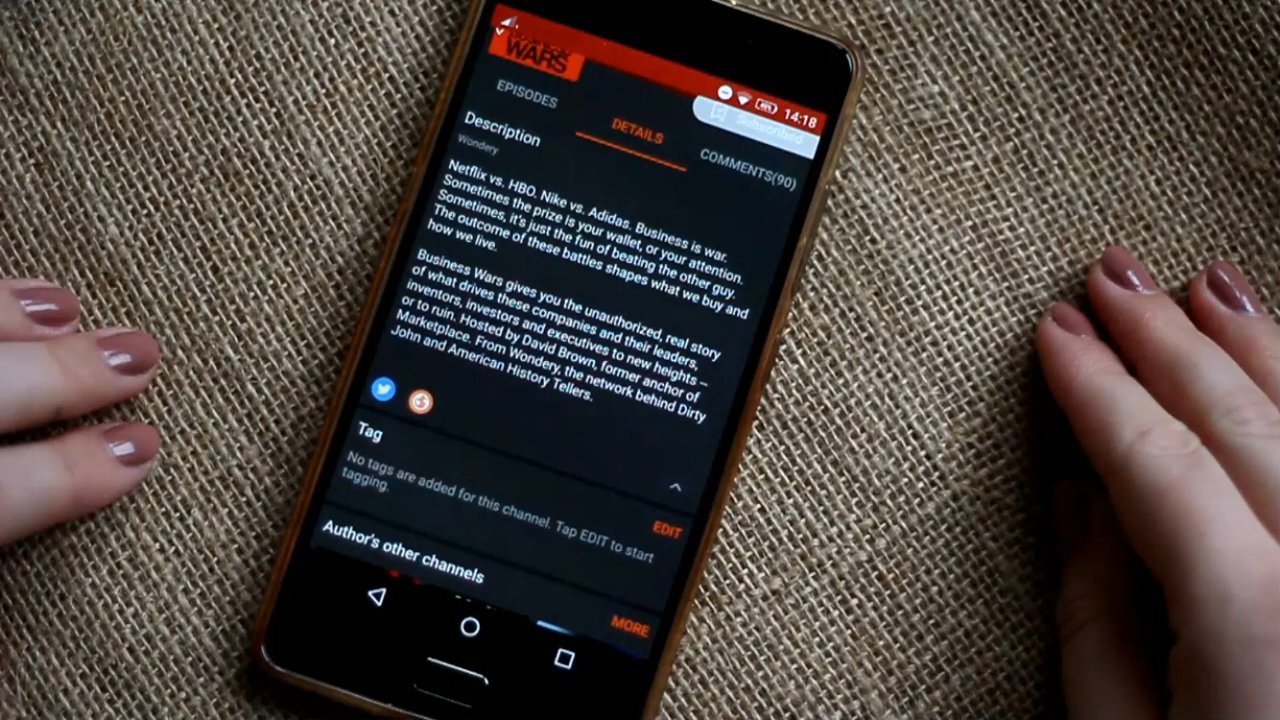 WARS
14:18
EPISODES
DETAILS
COMMENTS(90)
Subscribed
Description
Wondery
Netflix vs. HBO. Nike vs. Adidas. Business is war.
Sometimes the prize is your wallet, or your attention.
Sometimes, it's just the fun of beating the other guy.
The outcome of these battles shapes what we buy and
how we live.
Business Wars gives you the unauthorized, real story
of what drives these companies and their leaders,
inventors, investors and executives to new heights –
or to ruin. Hosted by David Brown, former anchor of
Marketplace. From Wondery, the network behind Dirty
John and American History Tellers.
Tag
No tags are added for this channel. Tap EDIT to start
tagging.
EDIT
Author's other channels
MORE